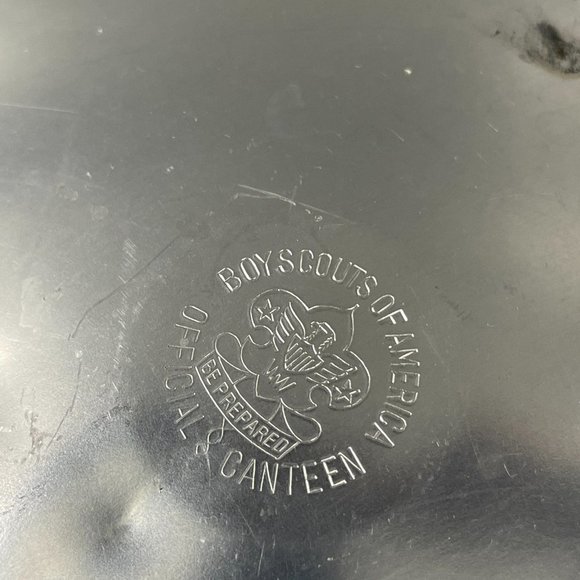 BOY SCOUTS OF AMERICA
BE PREPARED
OFFICIAL CANTEEN